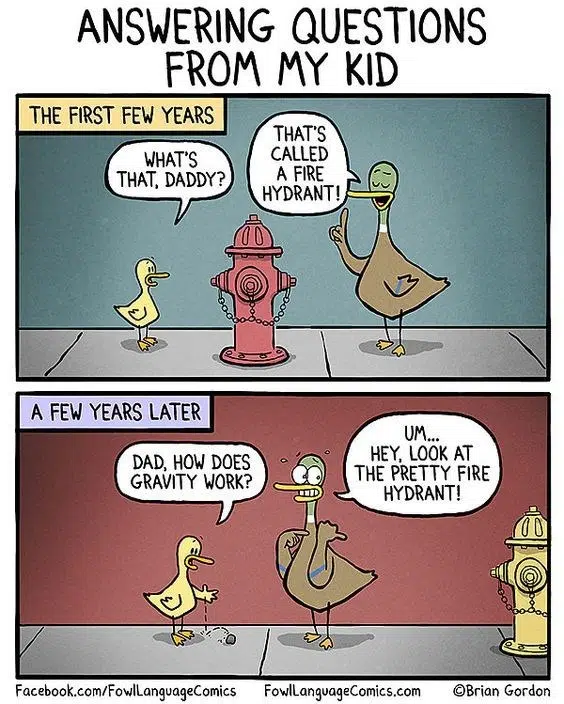 ANSWERING QUESTIONS
FROM MY KID
THE FIRST FEW YEARS
WHAT'S
THAT, DADDY?
THAT'S
CALLED
A FIRE
HYDRANT!
A FEW YEARS LATER
DAD, HOW DOES
GRAVITY WORK?
UM...
HEY, LOOK AT
THE PRETTY FIRE
HYDRANT!
Facebook.com/FowlLanguageComics FowlLanguageComics.com ©Brian Gordon